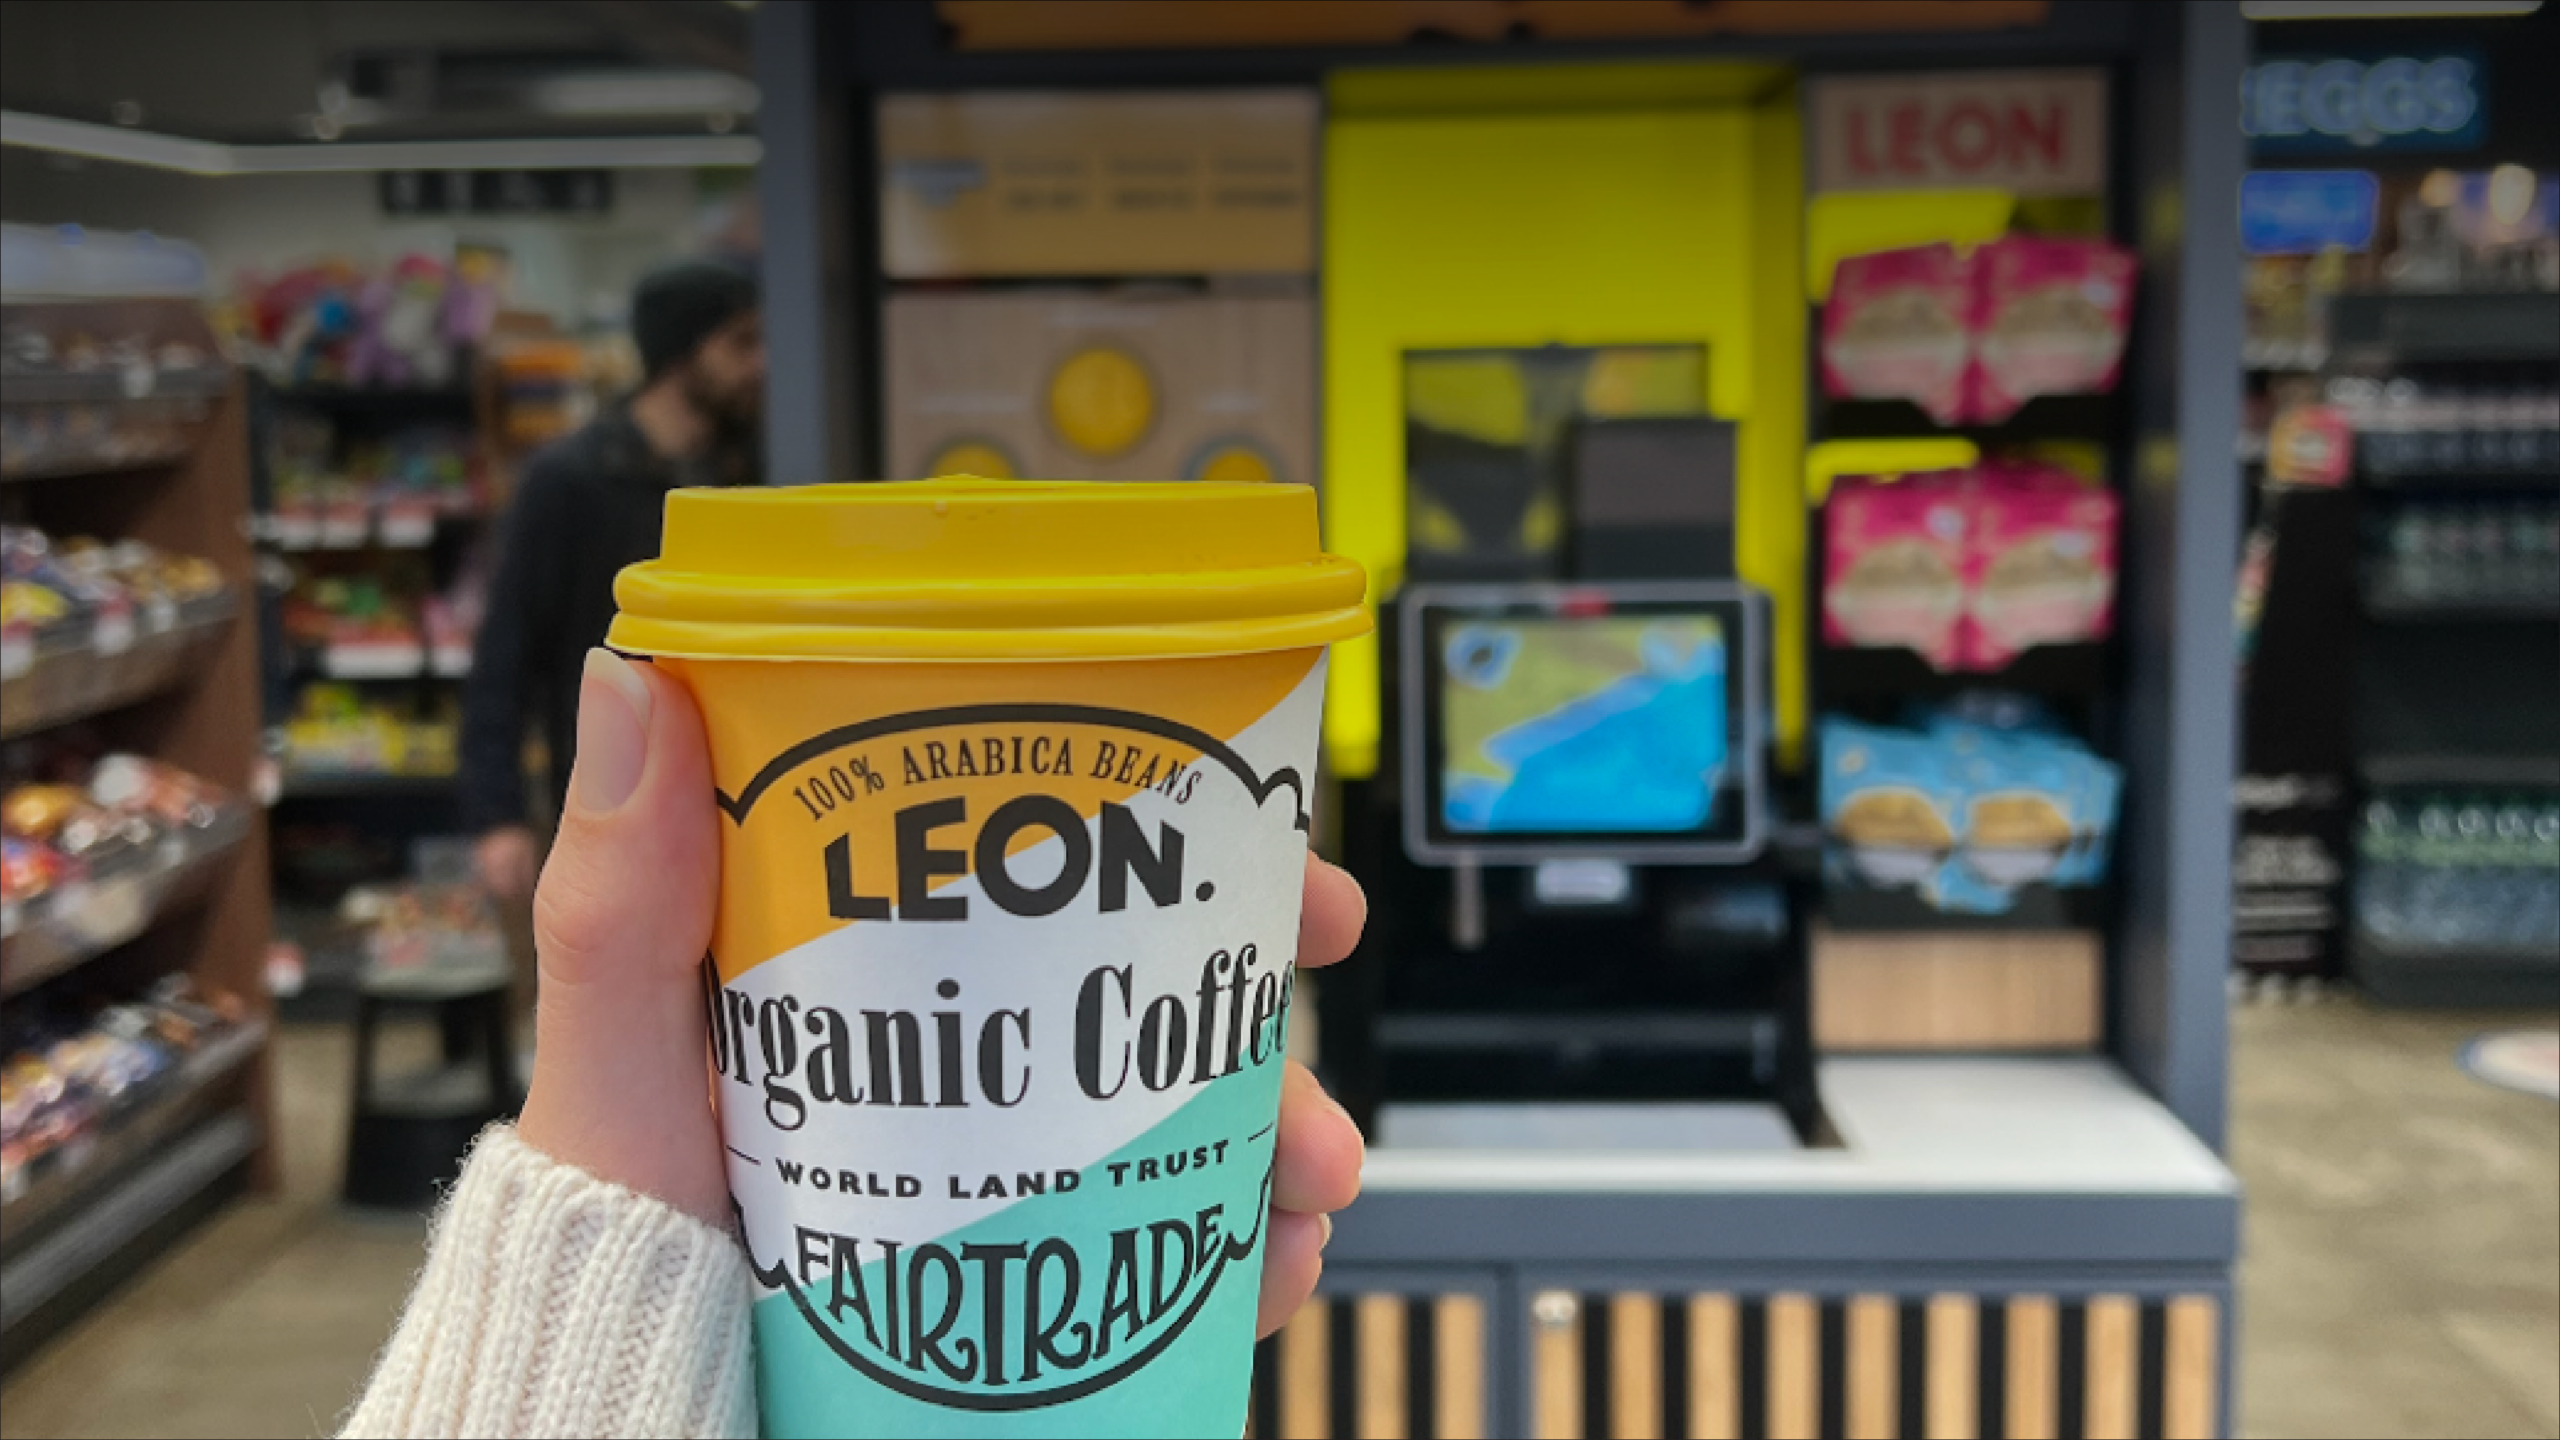 LEON
EGGS
100% ARABICA BEANS
LEON.
Organic Coffee
WORLD LAND TRUST
FAIRTRADE